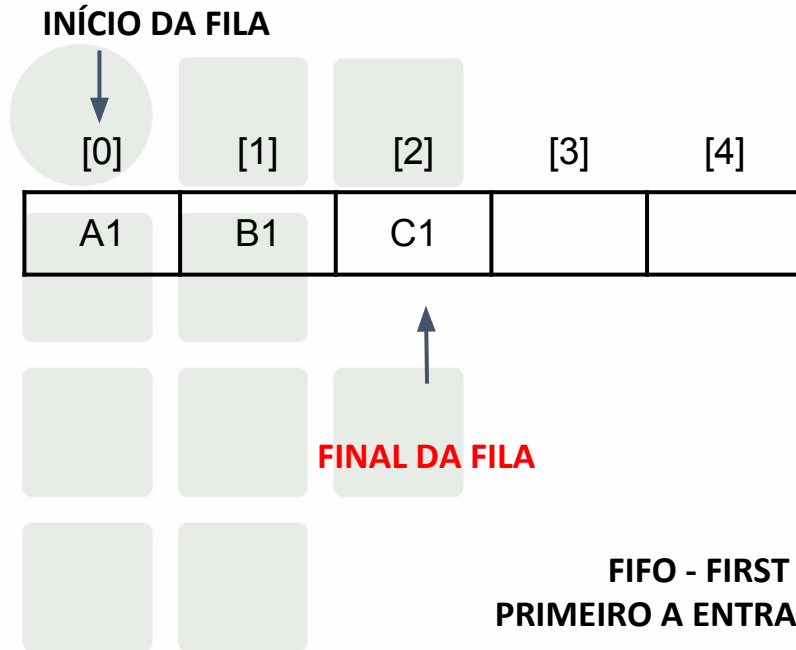 INÍCIO DA FILA
[0] [1] [2] [3] [4]
A1 B1 C1
FINAL DA FILA
FIFO - FIRST
PRIMEIRO A ENTRA